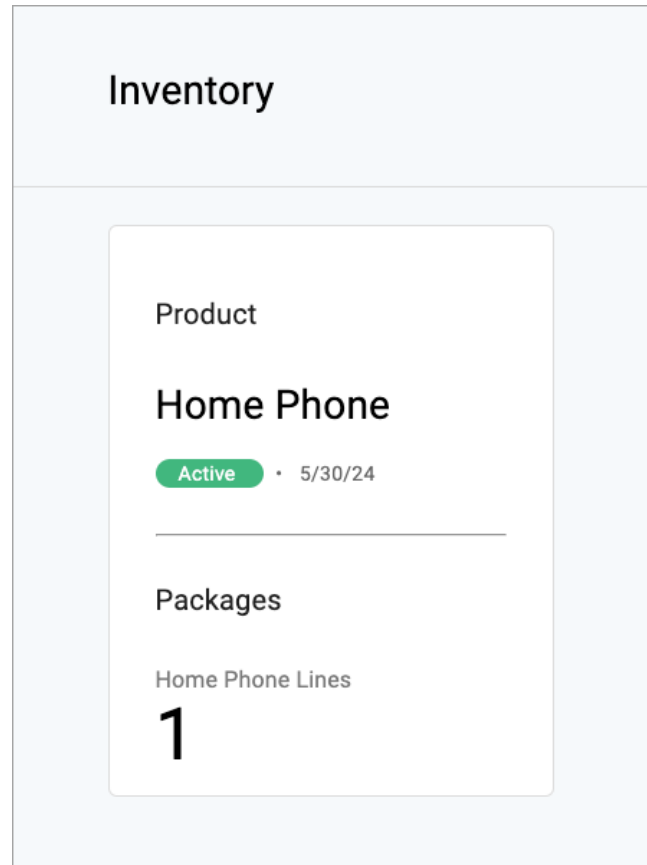 Inventory
Product
Home Phone
Active • 5/30/24
Packages
Home Phone Lines
1